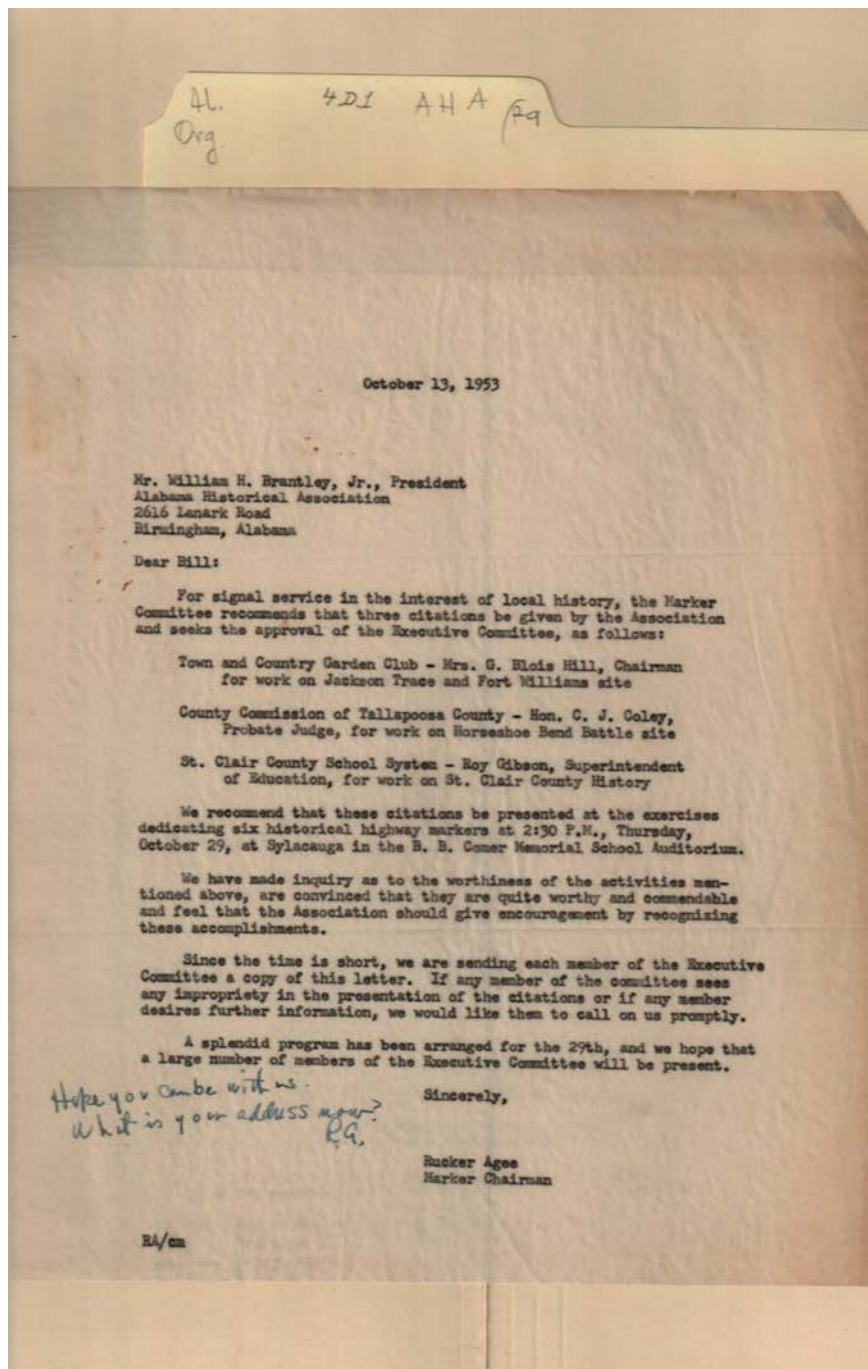 Al. 4D1 AHA
Org.
October 13, 1953
Mr. William H. Brantley, Jr., President
Alabama Historical Association
2616 Lanark Road
Birmingham, Alabama
Dear Bill:
For signal service in the interest of local history, the Marker
Committee recommends that three citations be given by the Association
and seeks the approval of the Executive Committee, as follows:
Town and Country Garden Club - Mrs. G. Blois Hill, Chairman
for work on Jackson Trace and Fort Williams site
County Commission of Tallapoosa County - Hon. C. J. Coley,
Probate Judge, for work on Horseshoe Bend Battle site
St. Clair County School System - Roy Gibson, Superintendent
of Education, for work on St. Clair County History
We recommend that these citations be presented at the exercises
dedicating six historical highway markers at 2:30 P.M., Thursday,
October 29, at Sylacauga in the B. B. Comer Memorial School Auditorium.
We have made inquiry as to the worthiness of the activities men-
tioned above, are convinced that they are quite worthy and commendable
and feel that the Association should give encouragement by recognizing
these accomplishments.
Since the time is short, we are sending each member of the Executive
Committee a copy of this letter. If any member of the committee sees
any impropriety in the presentation of the citations or if any member
desires further information, we would like them to call on us promptly.
A splendid program has been arranged for the 29th, and we hope that
a large number of members of the Executive Committee will be present.
Hope you can be with us.
What is your address now?
R.A.
Sincerely,
Rucker Agee
Marker Chairman
RA/cm